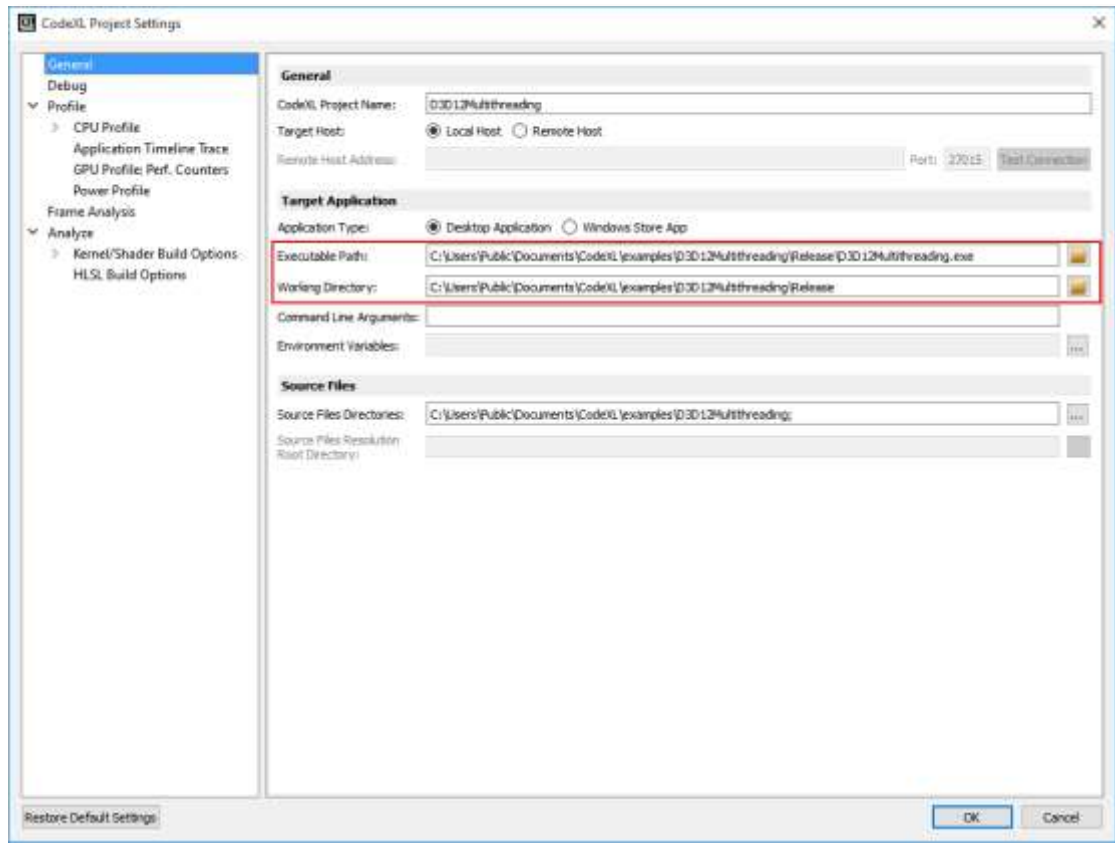 CodeXL Project Settings
General
Debug
Profile
CPU Profile
Application Timeline Trace
GPU Profile: Perf. Counters
Power Profile
Frame Analysis
Analyze
Kernel/Shader Build Options
HLSL Build Options
General
CodeXL Project Name: D3D12Multithreading
Target Host: Local Host Remote Host
Remote Host Address: Port: 27015 Test Connection
Target Application
Application Type: Desktop Application Windows Store App
Executable Path: C:\Users\Public\Documents\CodeXL\examples\D3D12Multithreading\Release\D3D12Multithreading.exe
Working Directory: C:\Users\Public\Documents\CodeXL\examples\D3D12Multithreading\Release
Command Line Arguments:
Environment Variables: ...
Source Files
Source Files Directories: C:\Users\Public\Documents\CodeXL\examples\D3D12Multithreading; ...
Source Files Resolution
Root Directory:
Restore Default Settings OK Cancel